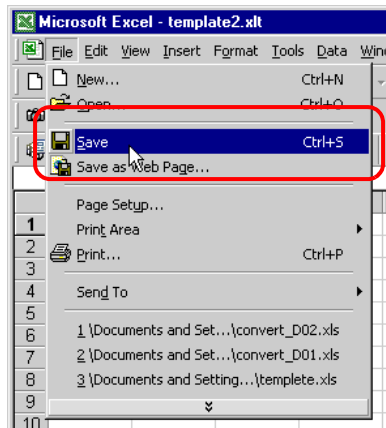 Microsoft Excel - template2.xlt
File Edit View Insert Format Tools Data
New... Ctrl+N
Open... Ctrl+O
Save Ctrl+S
Save as Web Page...
Page Setup...
1
Print Area
2
Print... Ctrl+P
3
4
Send To
5
6
1 \Documents and Set...\convert_D02.xls
7
2 \Documents and Set...\convert_D01.xls
8
3 \Documents and Setting...\templete.xls
9
10